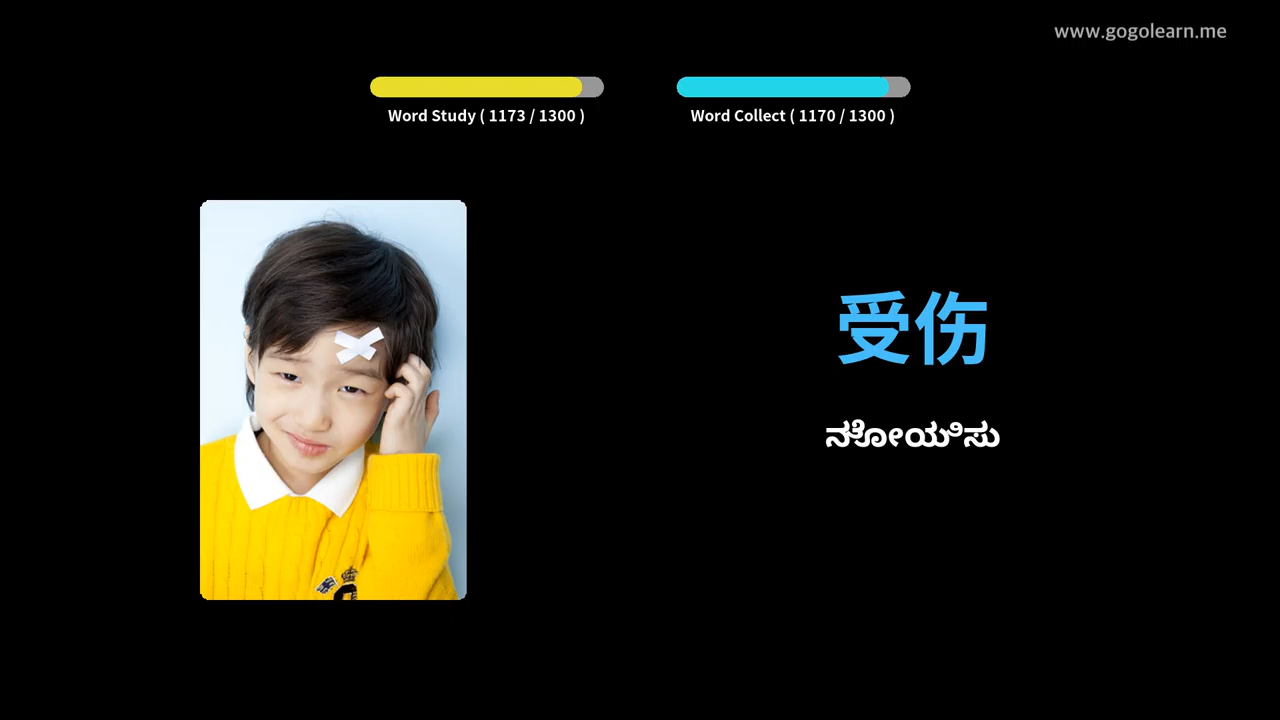 www.gogolearn.me
Word Study ( 1173 / 1300 )
Word Collect ( 1170 / 1300 )
受伤
ನೋಯಿಸು